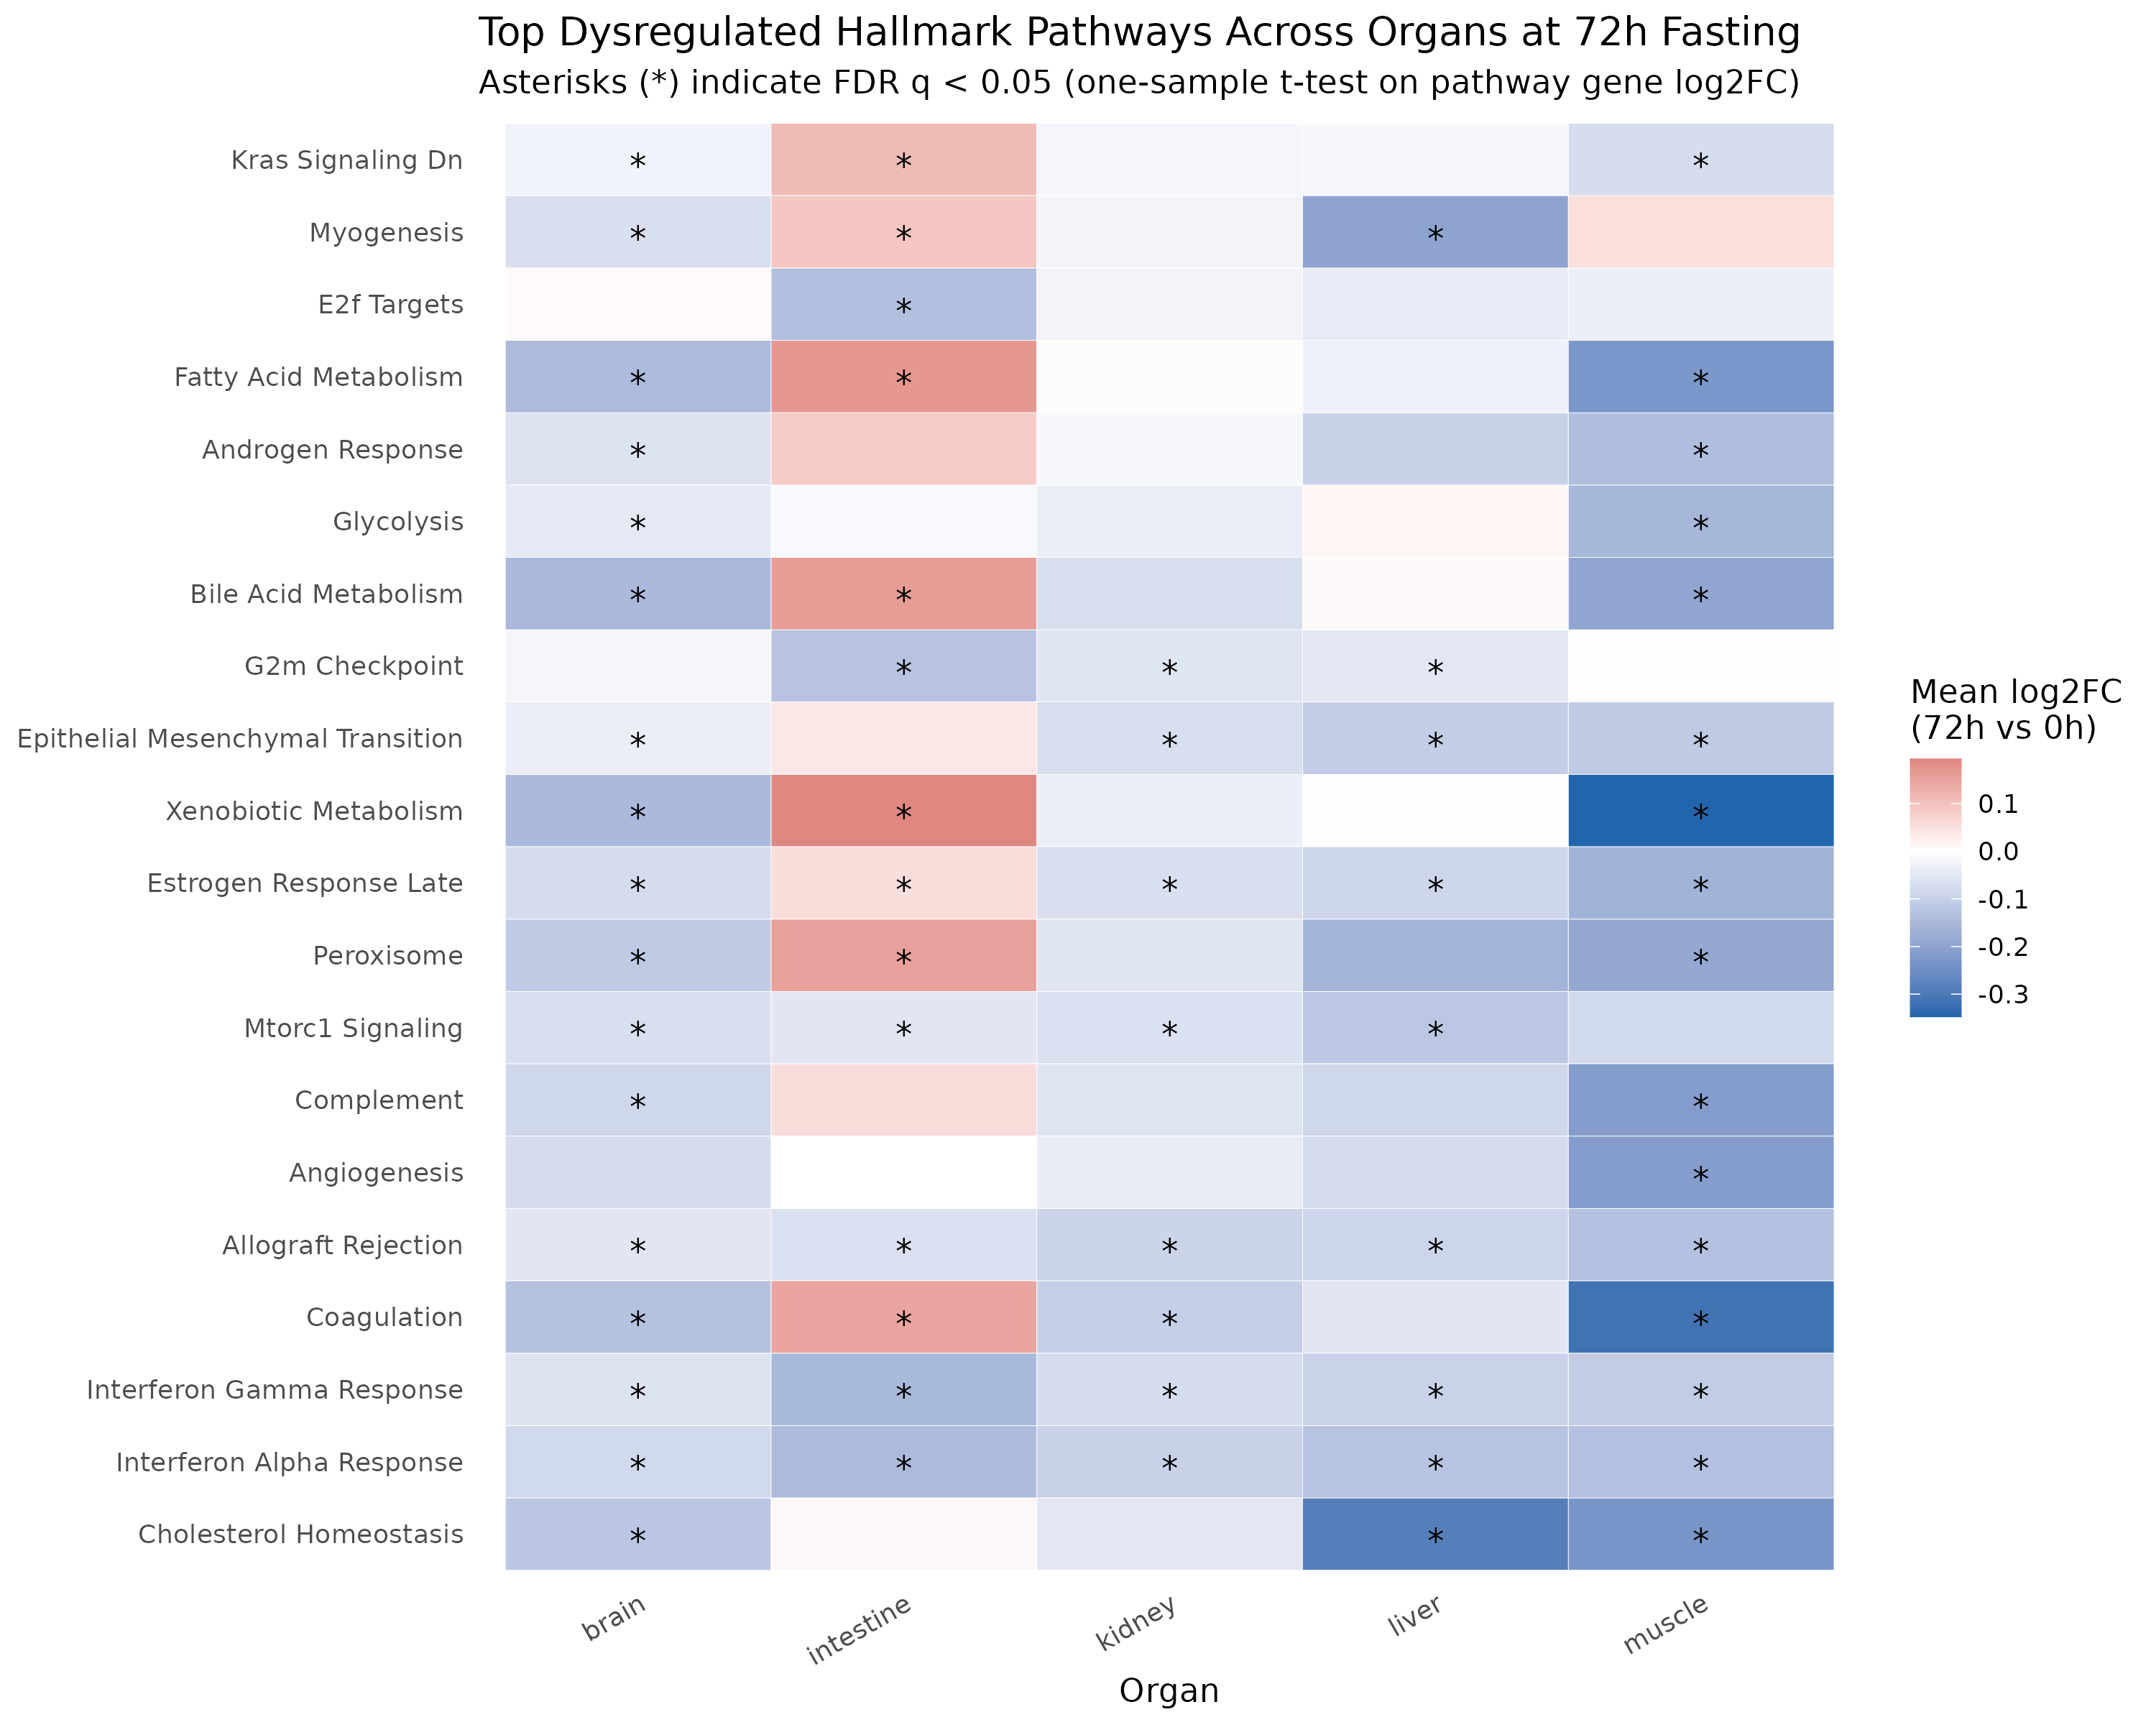 Top Dysregulated Hallmark Pathways Across Organs at 72h Fasting
Asterisks (*) indicate FDR q < 0.05 (one-sample t-test on pathway gene log2FC)
Kras Signaling Dn * * *
Myogenesis * * *
E2f Targets *
Fatty Acid Metabolism * * *
Androgen Response * *
Glycolysis * *
Bile Acid Metabolism * * *
G2m Checkpoint * * *
Epithelial Mesenchymal Transition * * * *
Xenobiotic Metabolism * * *
Estrogen Response Late * * * * *
Peroxisome * * *
Mtorc1 Signaling * * * *
Complement * *
Angiogenesis *
Allograft Rejection * * * * *
Coagulation * * * *
Interferon Gamma Response * * * * *
Interferon Alpha Response * * * * *
Cholesterol Homeostasis * * *
brain
intestine
kidney
liver
muscle
Organ
Mean log2FC
(72h vs 0h)
0.1
0.0
-0.1
-0.2
-0.3